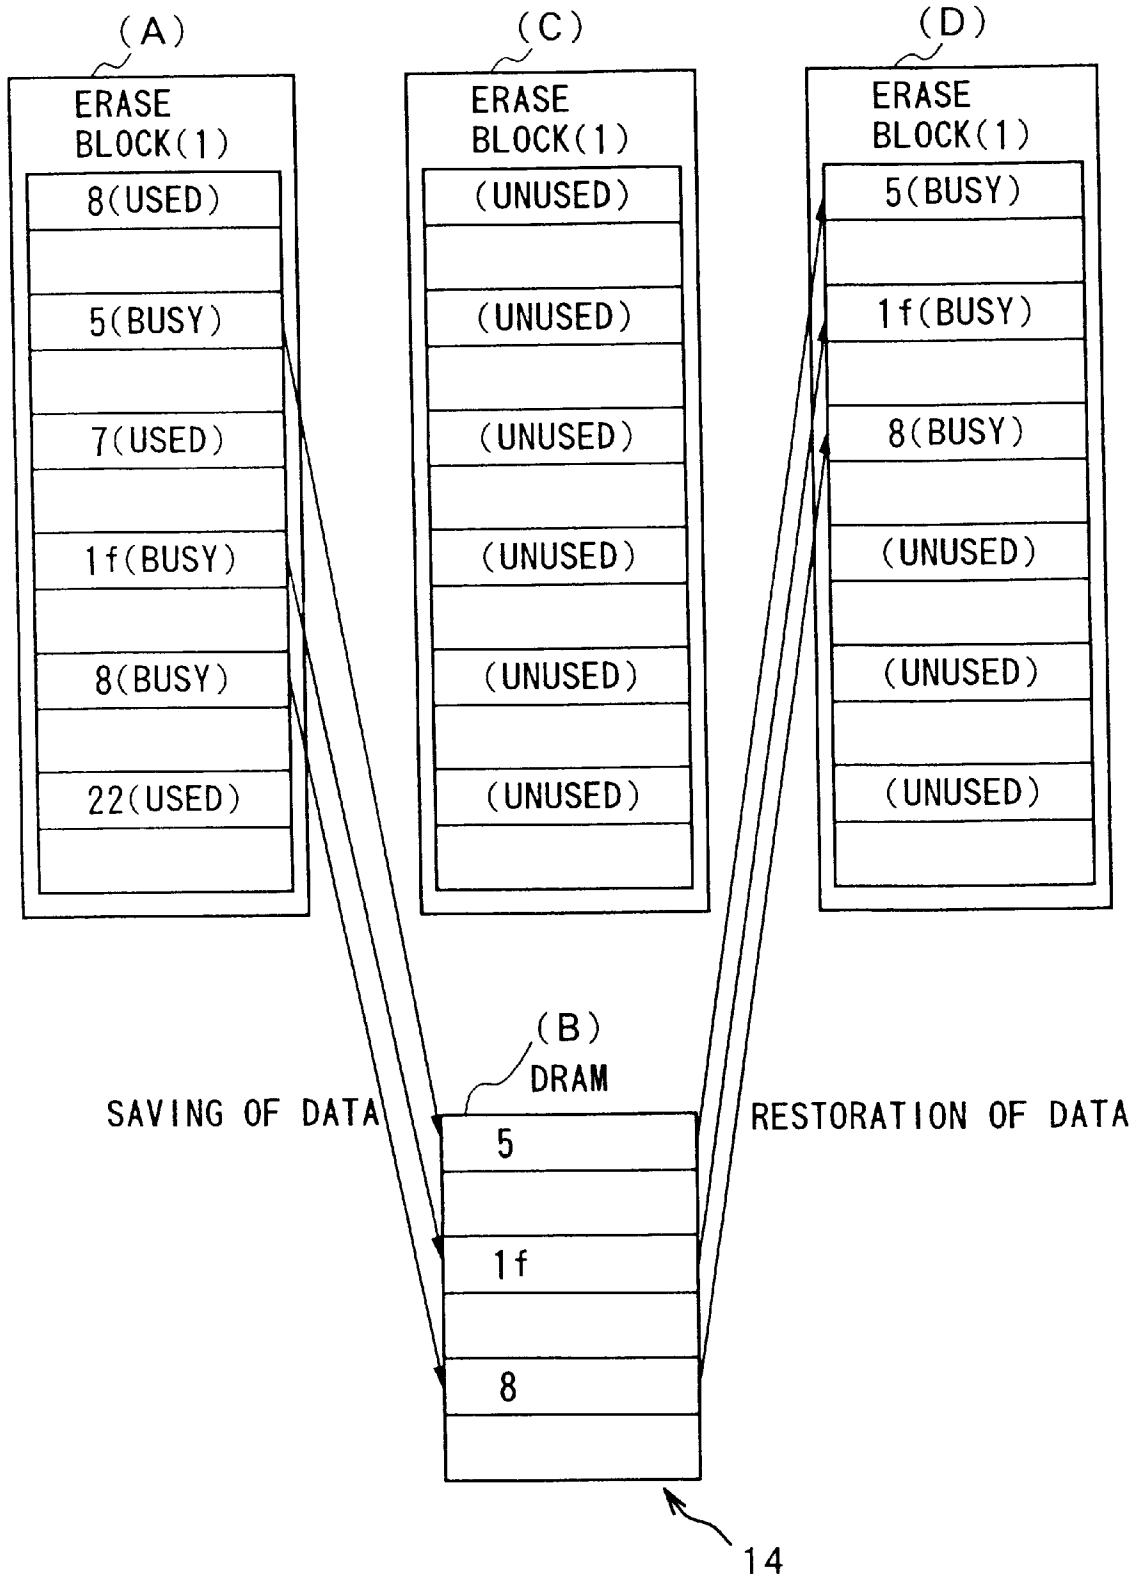 (A)
ERASE
BLOCK(1)
8(USED)
5(BUSY)
7(USED)
1f(BUSY)
8(BUSY)
22(USED)
(C)
ERASE
BLOCK(1)
(UNUSED)
(UNUSED)
(UNUSED)
(UNUSED)
(UNUSED)
(UNUSED)
(D)
ERASE
BLOCK(1)
5(BUSY)
1f(BUSY)
8(BUSY)
(UNUSED)
(UNUSED)
(UNUSED)
SAVING OF DATA
(B)
DRAM
5
1f
8
RESTORATION OF DATA
14